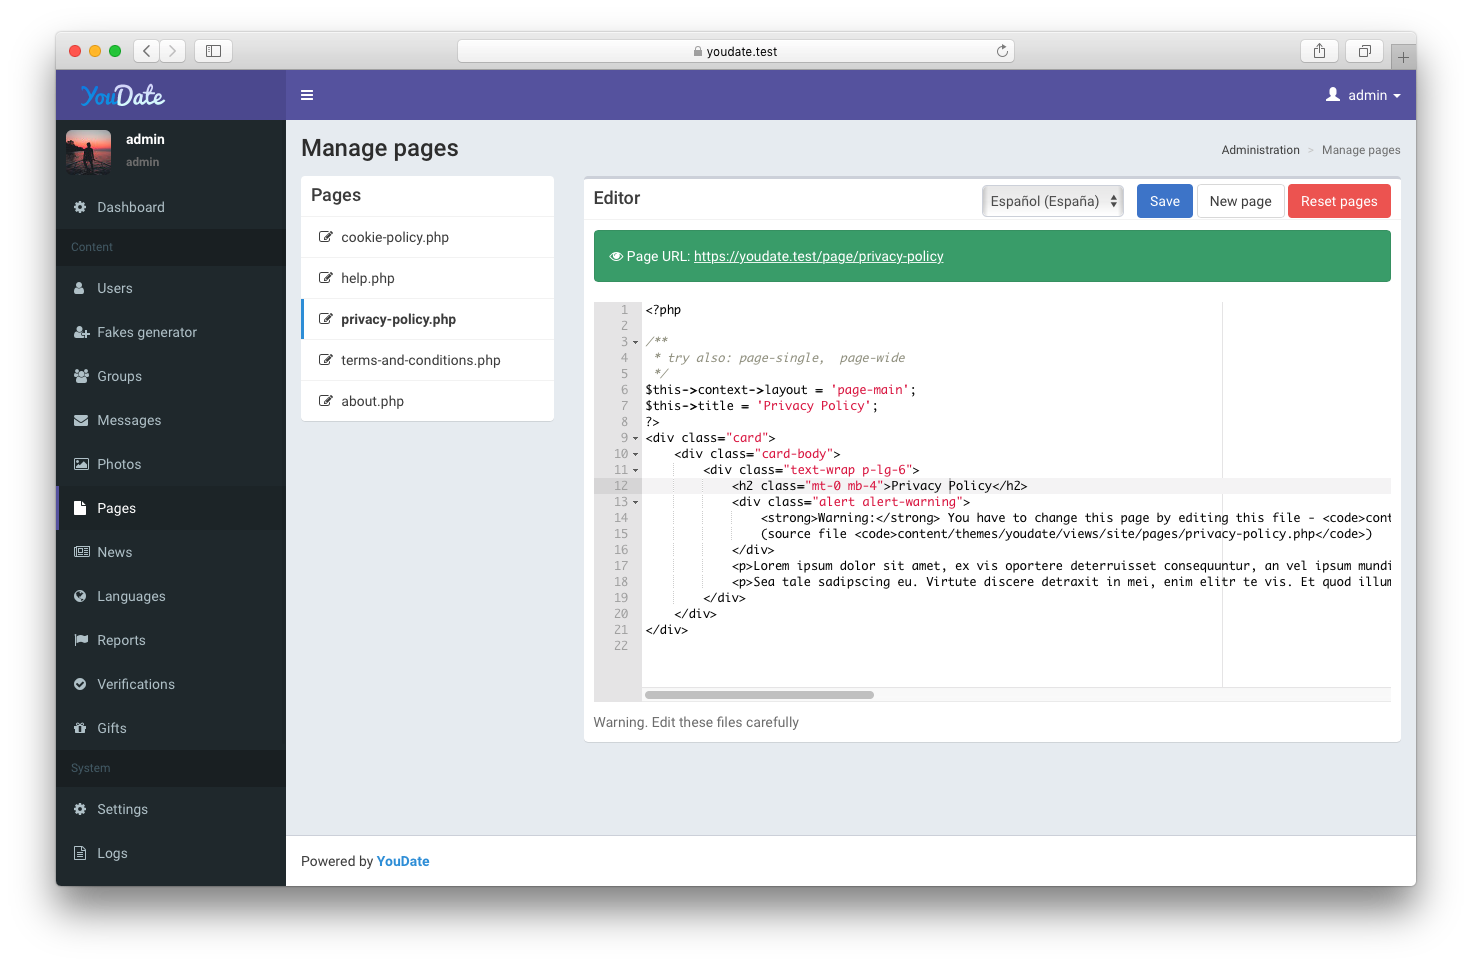 youdate.test
YouDate
admin
admin
admin
Dashboard
Content
Users
Fakes generator
Groups
Messages
Photos
Pages
News
Languages
Reports
Verifications
Gifts
System
Settings
Logs
Manage pages
Administration > Manage pages
Pages
cookie-policy.php
help.php
privacy-policy.php
terms-and-conditions.php
about.php
Editor
Español (España)
Save
New page
Reset pages
Page URL: https://youdate.test/page/privacy-policy
1 <?php
2
3 /**
4  * try also: page-single,  page-wide
5  */
6 $this->context->layout = 'page-main';
7 $this->title = 'Privacy Policy';
8 ?>
9 <div class="card">
10     <div class="card-body">
11         <div class="text-wrap p-lg-6">
12             <h2 class="mt-0 mb-4">Privacy Policy</h2>
13             <div class="alert alert-warning">
14                 <strong>Warning:</strong> You have to change this page by editing this file - <code>cont
15                 (source file <code>content/themes/youdate/views/site/pages/privacy-policy.php</code>)
16             </div>
17             <p>Lorem ipsum dolor sit amet, ex vis oportere deterruisset consequuntur, an vel ipsum mundi
18             <p>Sea tale sadipscing eu. Virtute discere detraxit in mei, enim elitr te vis. Et quod illum
19         </div>
20     </div>
21 </div>
22
Warning. Edit these files carefully
Powered by YouDate